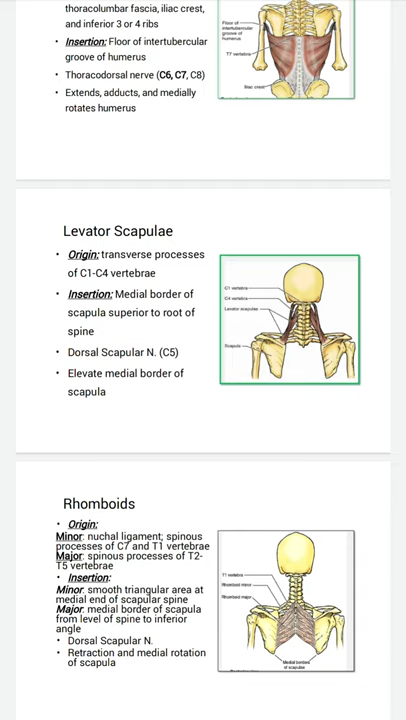 thoracolumbar fascia, iliac crest,
and inferior 3 or 4 ribs
• Insertion: Floor of intertubercular
groove of humerus
• Thoracodorsal nerve (C6, C7, C8)
• Extends, adducts, and medially
rotates humerus
Floor of
intertubercular
groove of
humerus
T7 vertebra
Iliac crest
Levator Scapulae
• Origin: transverse processes
of C1-C4 vertebrae
• Insertion: Medial border of
scapula superior to root of
spine
• Dorsal Scapular N. (C5)
• Elevate medial border of
scapula
C1 vertebra
C4 vertebra
Levator scapulae
Scapula
Rhomboids
• Origin:
Minor: nuchal ligament; spinous
processes of C7 and T1 vertebrae
Major: spinous processes of T2-
T5 vertebrae
• Insertion:
Minor: smooth triangular area at
medial end of scapular spine
Major: medial border of scapula
from level of spine to inferior
angle
• Dorsal Scapular N.
• Retraction and medial rotation
of scapula
T1 vertebra
Rhomboid minor
Rhomboid major
Medial borders
of scapulae